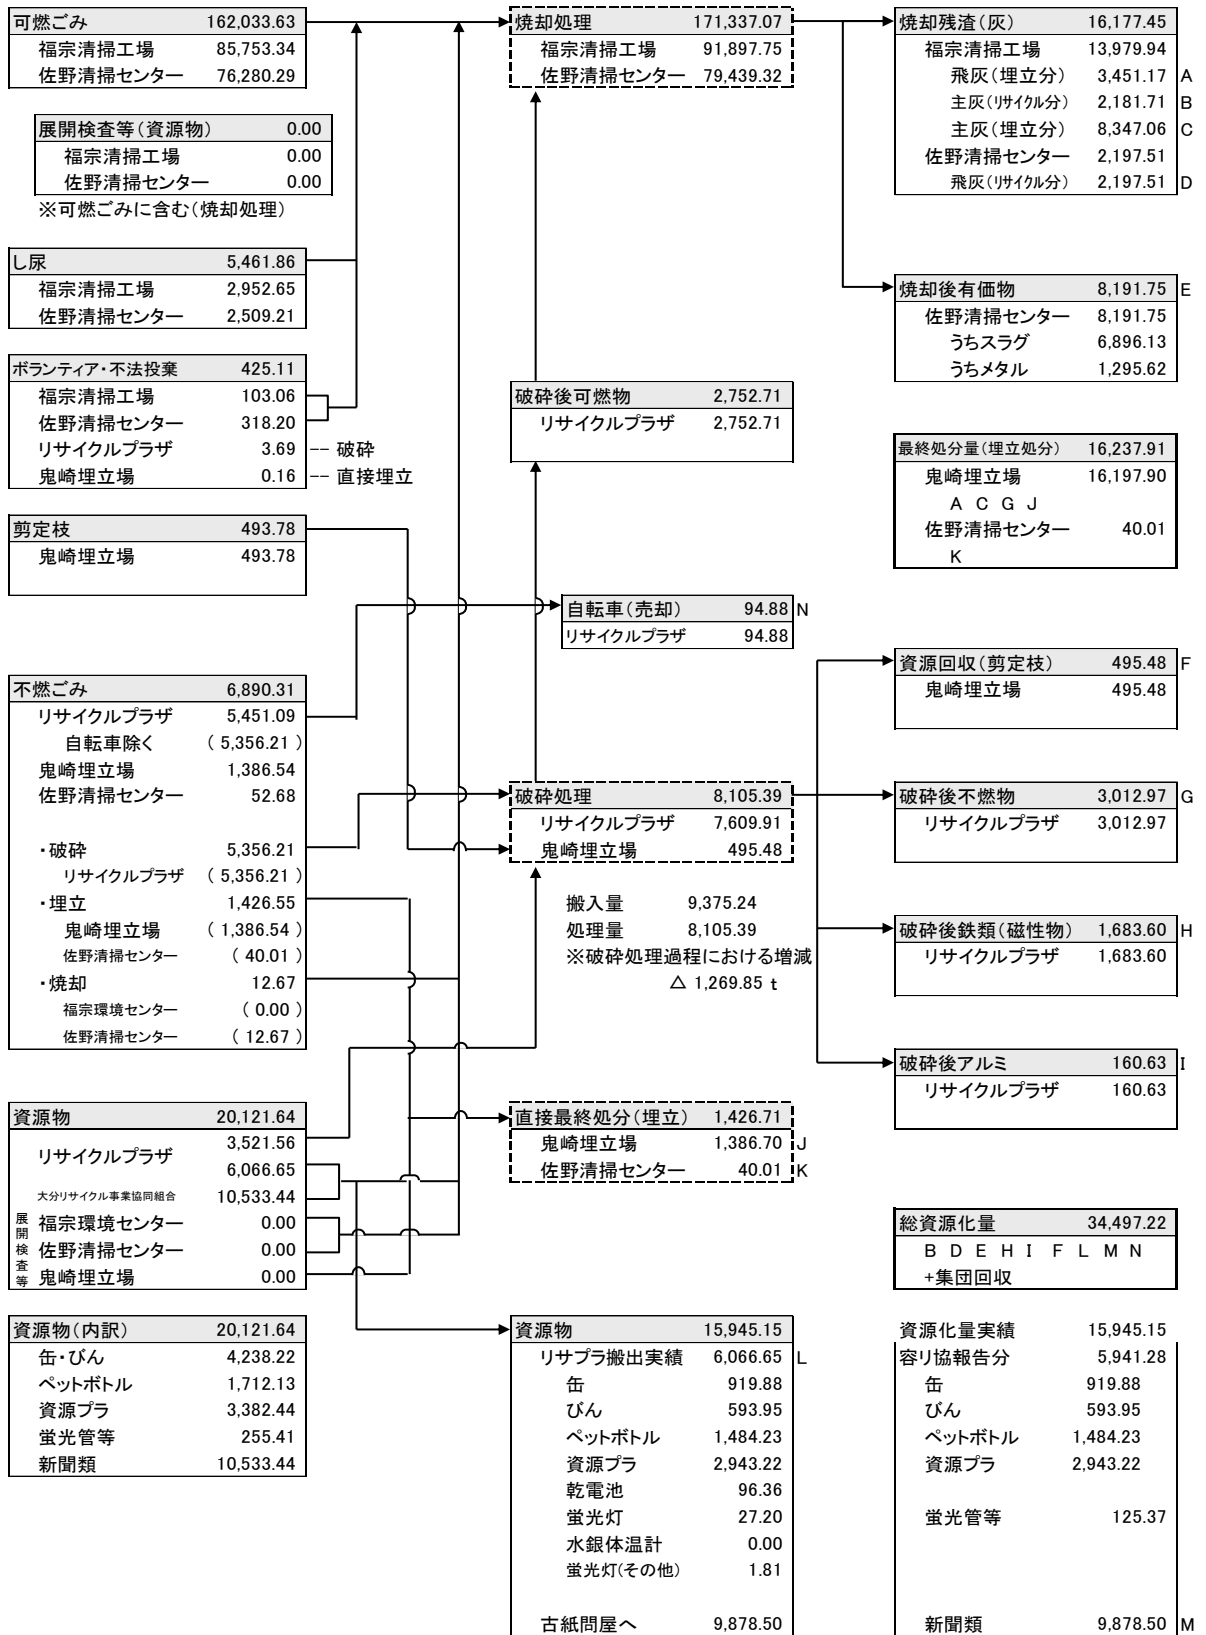 可燃ごみ 162,033.63
福宗清掃工場 85,753.34
佐野清掃センター 76,280.29
展開検査等(資源物) 0.00
福宗清掃工場 0.00
佐野清掃センター 0.00
※可燃ごみに含む(焼却処理)
し尿 5,461.86
福宗清掃工場 2,952.65
佐野清掃センター 2,509.21
ボランティア・不法投棄 425.11
福宗清掃工場 103.06
佐野清掃センター 318.20
リサイクルプラザ 3.69 -- 破砕
鬼崎埋立場 0.16 -- 直接埋立
剪定枝 493.78
鬼崎埋立場 493.78
不燃ごみ 6,890.31
リサイクルプラザ 5,451.09
自転車除く ( 5,356.21 )
鬼崎埋立場 1,386.54
佐野清掃センター 52.68
・破砕 5,356.21
リサイクルプラザ ( 5,356.21 )
・埋立 1,426.55
鬼崎埋立場 ( 1,386.54 )
佐野清掃センター ( 40.01 )
・焼却 12.67
福宗環境センター ( 0.00 )
佐野清掃センター ( 12.67 )
資源物 20,121.64
リサイクルプラザ 3,521.56
6,066.65
大分リサイクル事業協同組合 10,533.44
展開検査等
福宗環境センター 0.00
佐野清掃センター 0.00
鬼崎埋立場 0.00
資源物(内訳) 20,121.64
缶・びん 4,238.22
ペットボトル 1,712.13
資源プラ 3,382.44
蛍光管等 255.41
新聞類 10,533.44
焼却処理 171,337.07
福宗清掃工場 91,897.75
佐野清掃センター 79,439.32
破砕後可燃物 2,752.71
リサイクルプラザ 2,752.71
自転車(売却) 94.88 N
リサイクルプラザ 94.88
破砕処理 8,105.39
リサイクルプラザ 7,609.91
鬼崎埋立場 495.48
搬入量 9,375.24
処理量 8,105.39
※破砕処理過程における増減
△ 1,269.85 t
直接最終処分(埋立) 1,426.71
鬼崎埋立場 1,386.70 J
佐野清掃センター 40.01 K
資源物 15,945.15
リサプラ搬出実績 6,066.65 L
缶 919.88
びん 593.95
ペットボトル 1,484.23
資源プラ 2,943.22
乾電池 96.36
蛍光灯 27.20
水銀体温計 0.00
蛍光灯(その他) 1.81
古紙問屋へ 9,878.50
焼却残渣(灰) 16,177.45
福宗清掃工場 13,979.94
飛灰(埋立分) 3,451.17 A
主灰(リサイクル分) 2,181.71 B
主灰(埋立分) 8,347.06 C
佐野清掃センター 2,197.51
飛灰(リサイクル分) 2,197.51 D
焼却後有価物 8,191.75 E
佐野清掃センター 8,191.75
うちスラグ 6,896.13
うちメタル 1,295.62
最終処分量(埋立処分) 16,237.91
鬼崎埋立場 16,197.90
A C G J
佐野清掃センター 40.01
K
資源回収(剪定枝) 495.48 F
鬼崎埋立場 495.48
破砕後不燃物 3,012.97 G
リサイクルプラザ 3,012.97
破砕後鉄類(磁性物) 1,683.60 H
リサイクルプラザ 1,683.60
破砕後アルミ 160.63 I
リサイクルプラザ 160.63
総資源化量 34,497.22
B D E H I F L M N
+集団回収
資源化量実績 15,945.15
容リ協報告分 5,941.28
缶 919.88
びん 593.95
ペットボトル 1,484.23
資源プラ 2,943.22
蛍光管等 125.37
新聞類 9,878.50 M